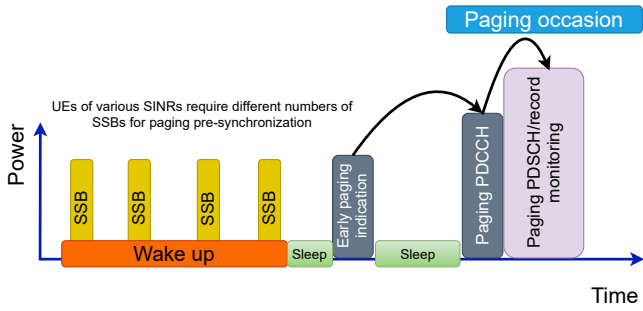 Paging occasion
UEs of various SINRs require different numbers of
SSBs for paging pre-synchronization
Power
SSB
SSB
SSB
SSB
Early paging
indication
Paging PDCCH
Paging PDSCH/record
monitoring
Wake up
Sleep
Sleep
Time